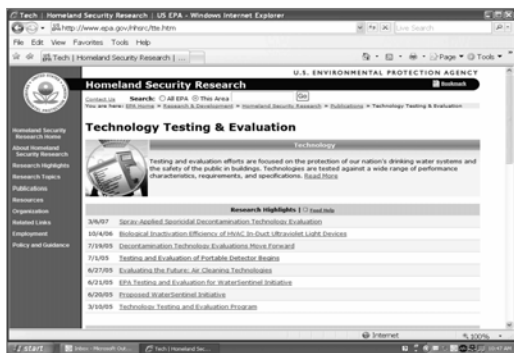 Tech | Homeland Security Research | US EPA - Windows Internet Explorer
http://www.epa.gov/nhsrc/tte.htm
Live Search
File Edit View Favorites Tools Help
Tech | Homeland Security Research | ...
Page Tools
U.S. ENVIRONMENTAL PROTECTION AGENCY
Homeland Security Research
Bookmark
Contact Us Search: All EPA This Area Go
You are here: EPA Home » Research & Development » Homeland Security Research » Publications » Technology Testing & Evaluation
Homeland Security Research Home
About Homeland Security Research
Research Highlights
Research Topics
Publications
Resources
Organization
Related Links
Employment
Policy and Guidance
Technology Testing & Evaluation
Technology
Testing and evaluation efforts are focused on the protection of our nation's drinking water systems and
the safety of the public in buildings. Technologies are tested against a wide range of performance
characteristics, requirements, and specifications. Read More
Research Highlights | Feed Help
3/6/07 Spray-Applied Sporicidal Decontamination Technology Evaluation
10/4/06 Biological Inactivation Efficiency of HVAC In-Duct Ultraviolet Light Devices
7/19/05 Decontamination Technology Evaluations Move Forward
7/1/05 Testing and Evaluation of Portable Detector Begins
6/27/05 Evaluating the Future: Air Cleaning Technologies
6/21/05 EPA Testing and Evaluation for WaterSentinel Initiative
6/20/05 Proposed WaterSentinel Initiative
3/10/05 Technology Testing and Evaluation Program
Internet 100%
start
Inbox - Microsoft Out...
Tech | Homeland Sec...
10:47 AM